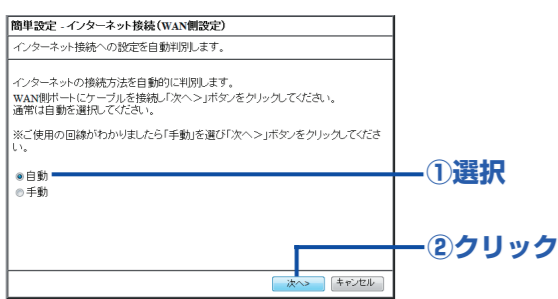 簡単設定 - インターネット接続(WAN側設定)
インターネット接続への設定を自動判別します。
インターネットの接続方法を自動的に判別します。
WAN側ポートにケーブルを接続し「次へ>」ボタンをクリックしてください。
通常は自動を選択してください。
※ご使用の回線がわかりましたら「手動」を選び「次へ>」ボタンをクリックしてくださ
い。
自動
①選択
手動
②クリック
次へ>
キャンセル